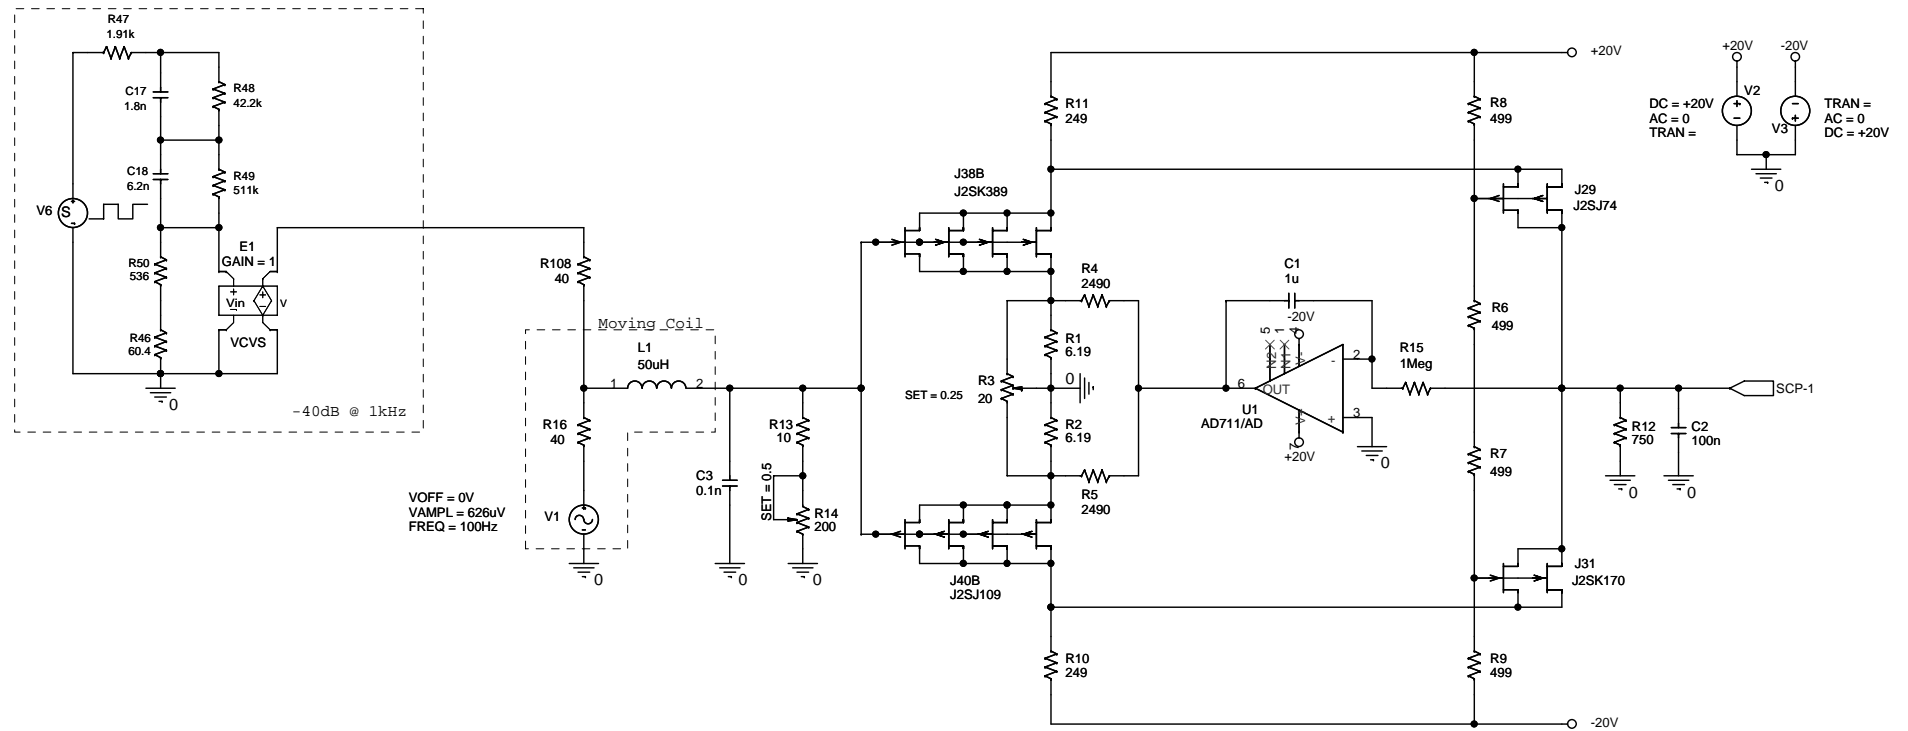 R47
1.91k
C17
1.8n
R48
42.2k
C18
6.2n
R49
511k
V6
S
+
-
E1
GAIN = 1
R50
536
Vin
V
R46
60.4
VCVS
0
-40dB @ 1kHz
R108
40
Moving Coil
L1
50uH
1
2
R16
40
V1
VOFF = 0V
VAMPL = 626uV
FREQ = 100Hz
0
C3
0.1n
0
R13
10
SET = 0.5
R14
200
0
J38B
J2SK389
R11
249
R4
2490
R1
6.19
R3
20
SET = 0.25
0
R2
6.19
R5
2490
J40B
J2SJ109
R10
249
C1
1u
-20V
5
1
4
N2
N1
V-
2
-
6
OUT
U1
AD711/AD
+
3
V+
7
+20V
0
R15
1Meg
+20V
R8
499
R6
499
R7
499
R9
499
-20V
J29
J2SJ74
J31
J2SK170
R12
750
0
C2
100n
0
SCP-1
+20V
-20V
V2
DC = +20V
AC = 0
TRAN =
+
-
-
+
V3
TRAN =
AC = 0
DC = +20V
0